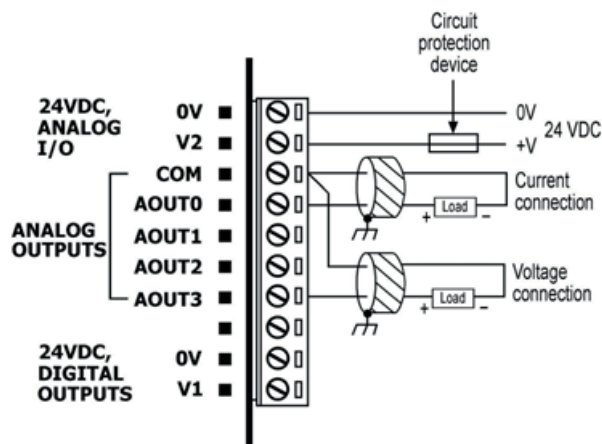 Circuit
protection
device
24VDC,
ANALOG
I/O
0V
V2
COM
AOUT0
AOUT1
AOUT2
AOUT3
ANALOG
OUTPUTS
24VDC,
DIGITAL
OUTPUTS
0V
V1
0V
24 VDC
+V
Current
connection
+ Load −
Voltage
connection
+ Load −